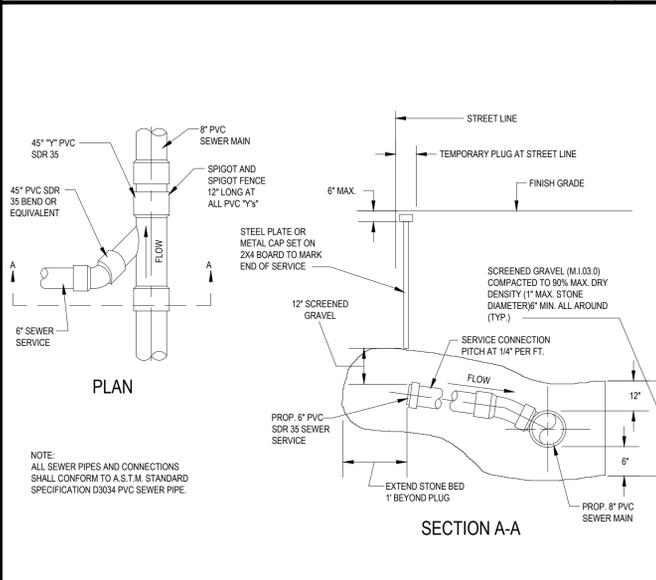 8" PVC
SEWER MAIN
45° "Y" PVC
SDR 35
SPIGOT AND
SPIGOT FENCE
12" LONG AT
ALL PVC "Y's"
45° PVC SDR
35 BEND OR
EQUIVALENT
FLOW
A
A
6" SEWER
SERVICE
PLAN
NOTE:
ALL SEWER PIPES AND CONNECTIONS
SHALL CONFORM TO A.S.T.M. STANDARD
SPECIFICATION D3034 PVC SEWER PIPE.
STREET LINE
TEMPORARY PLUG AT STREET LINE
6" MAX.
FINISH GRADE
STEEL PLATE OR
METAL CAP SET ON
2X4 BOARD TO MARK
END OF SERVICE
SCREENED GRAVEL (M.I.03.0)
COMPACTED TO 90% MAX. DRY
DENSITY (1" MAX. STONE
DIAMETER)6" MIN. ALL AROUND
(TYP.)
12" SCREENED
GRAVEL
SERVICE CONNECTION
PITCH AT 1/4" PER FT.
FLOW
12"
PROP. 6" PVC
SDR 35 SEWER
SERVICE
6"
EXTEND STONE BED
1' BEYOND PLUG
PROP. 8" PVC
SEWER MAIN
SECTION A-A